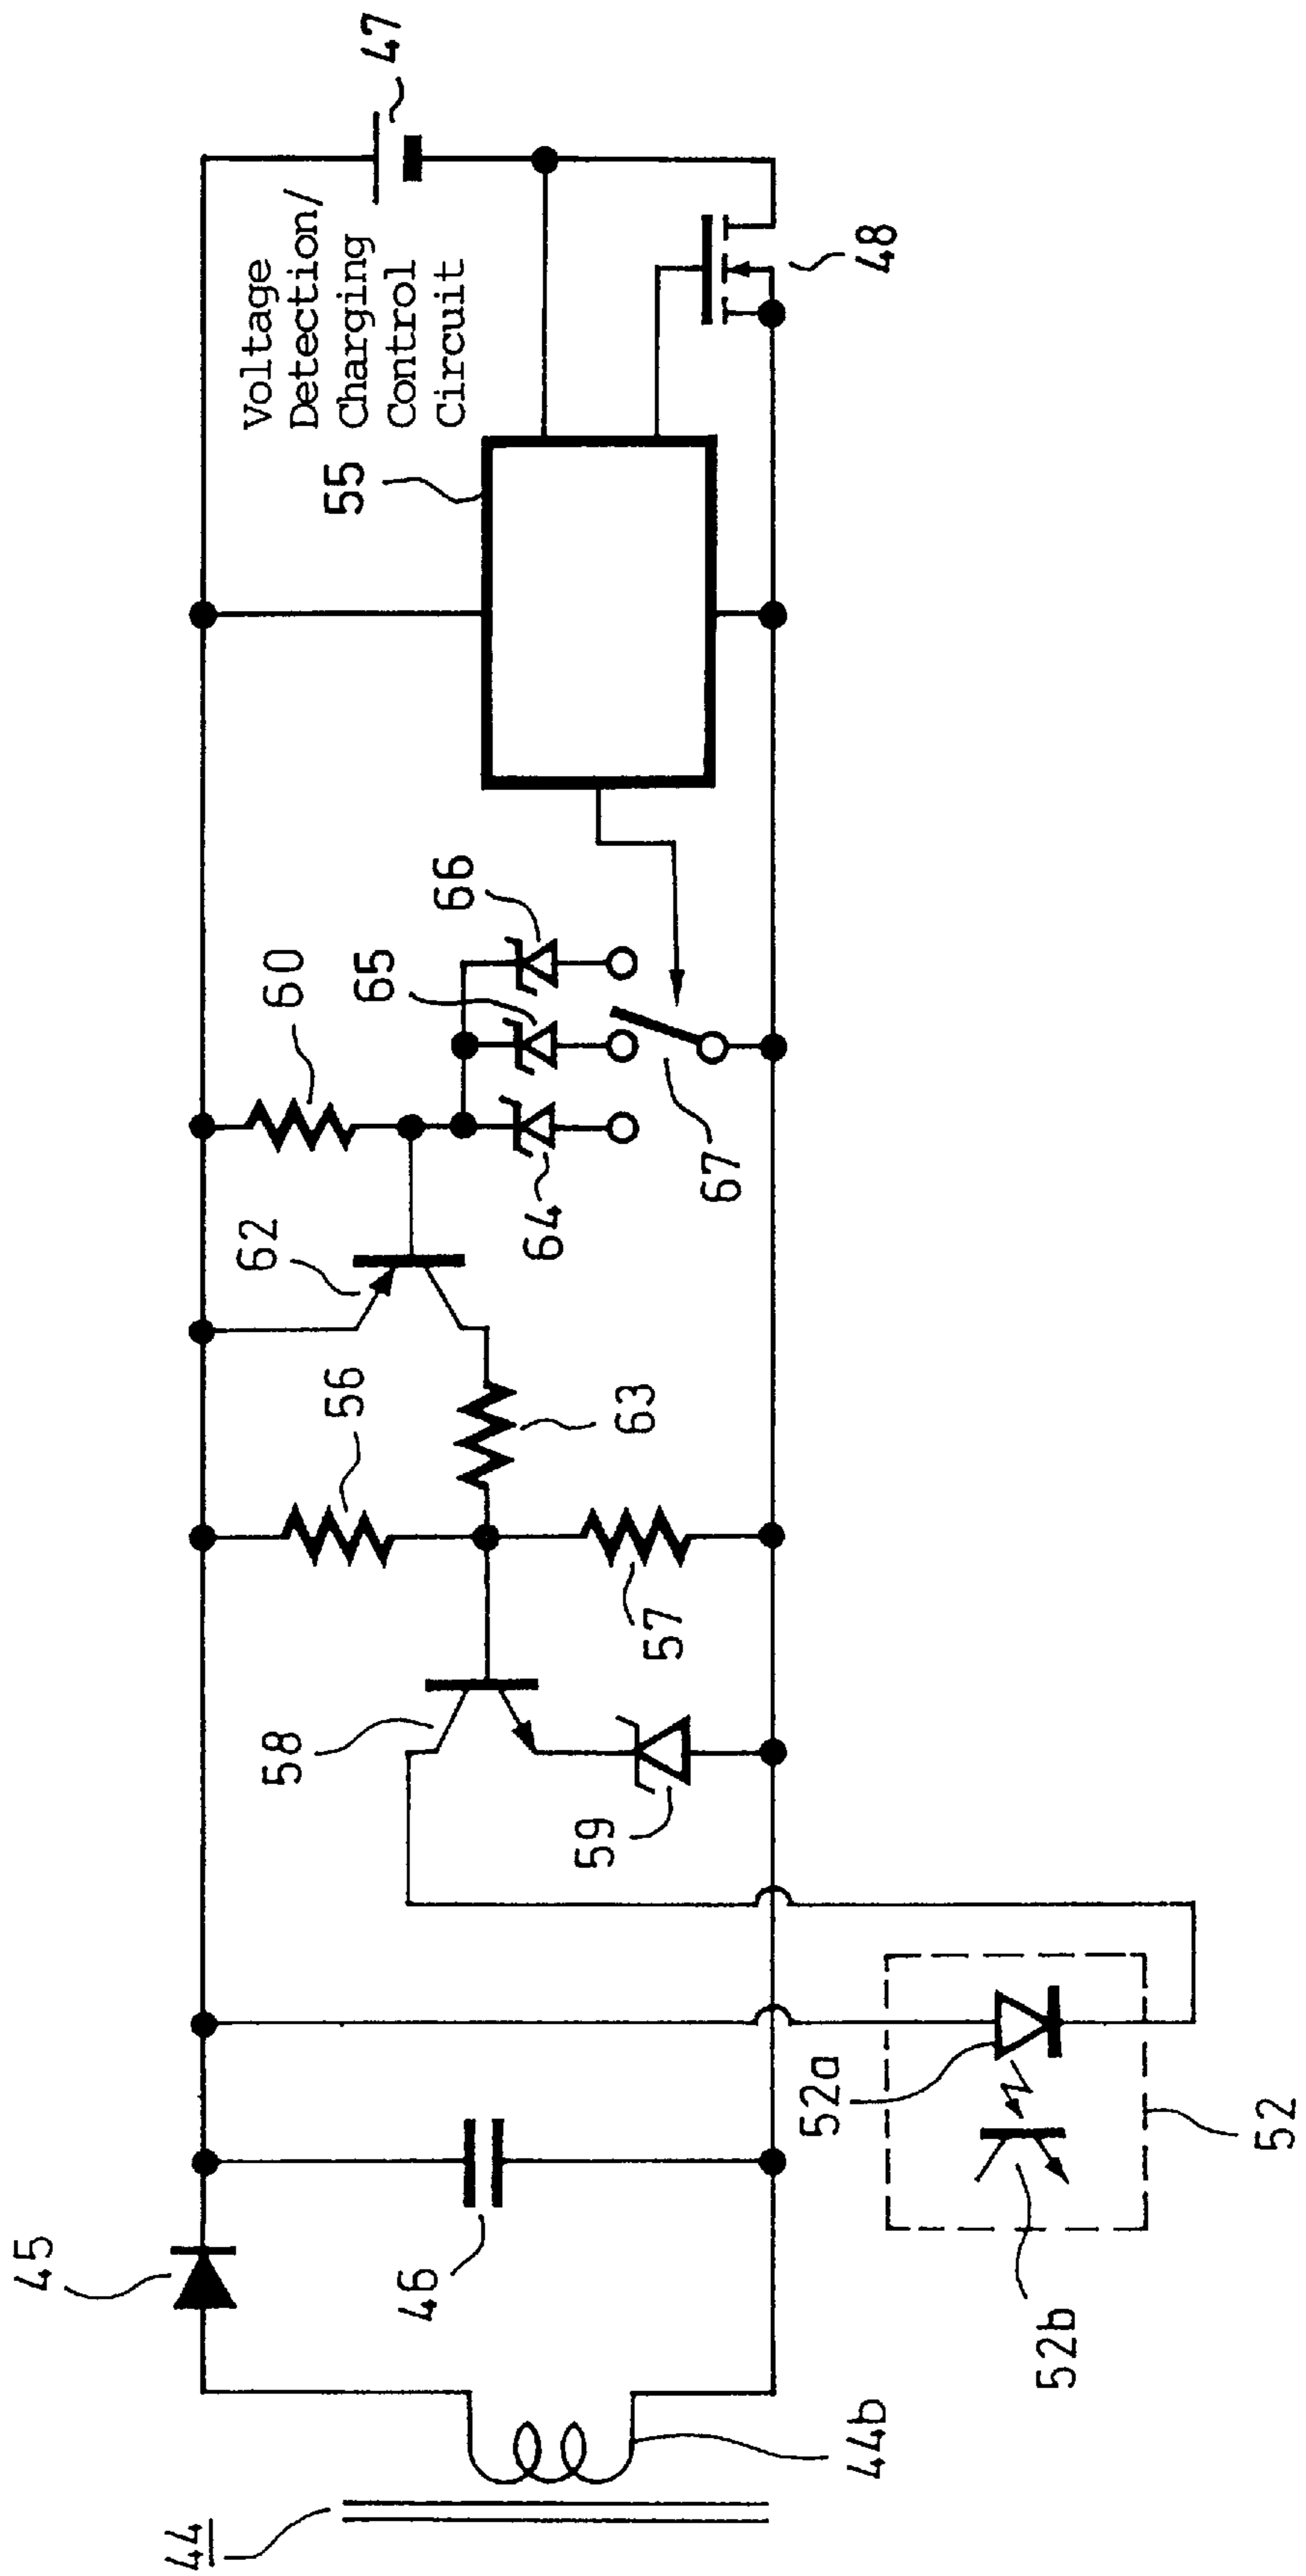 44
44b
45
46
52
52a
52b
58
59
56
57
63
62
60
64
65
66
67
55
Voltage
Detection/
Charging
Control
Circuit
47
48